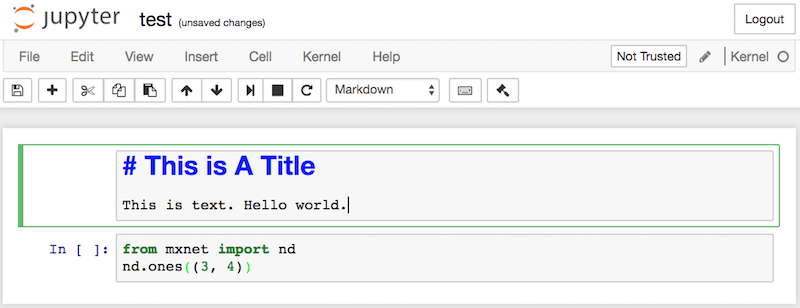 jupyter test (unsaved changes) Logout
File Edit View Insert Cell Kernel Help Not Trusted Kernel
Markdown
# This is A Title
This is text. Hello world.
In [ ]: from mxnet import nd
nd.ones((3, 4))